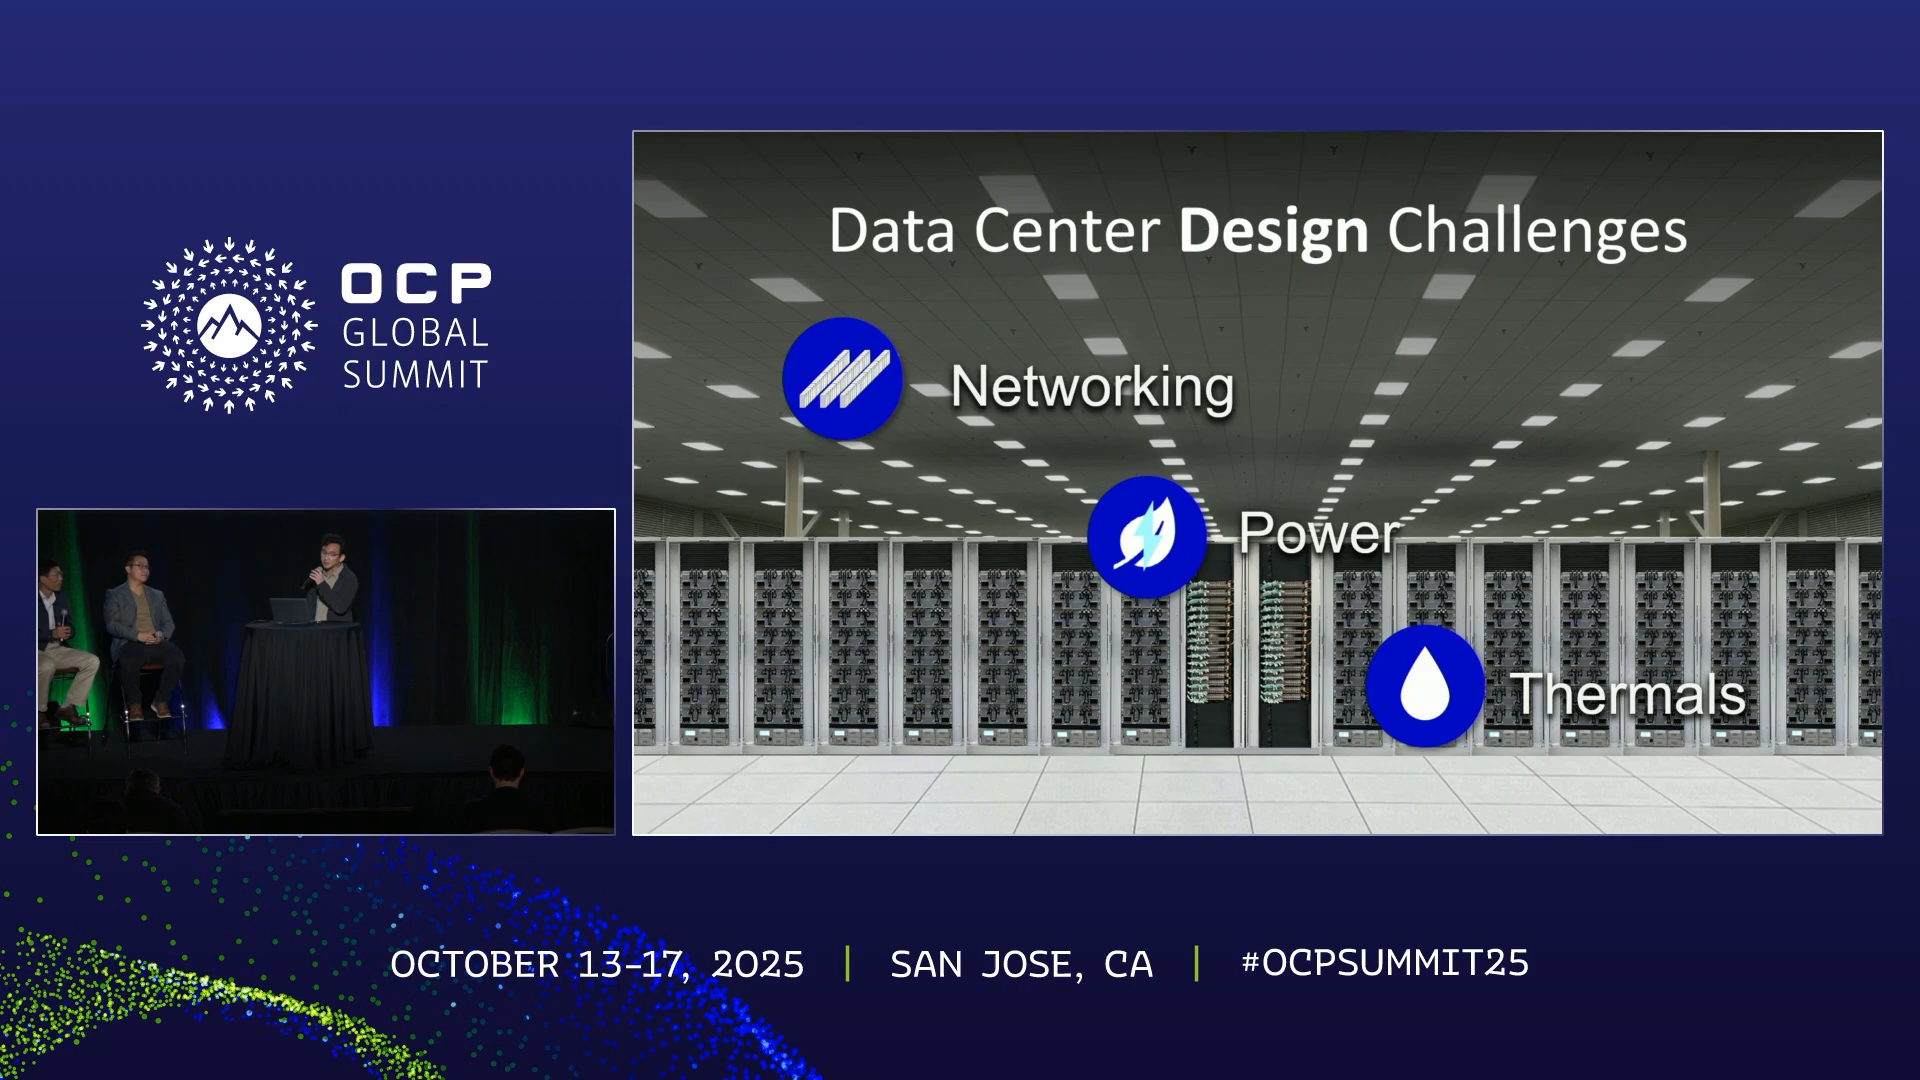 OCP
GLOBAL
SUMMIT
Data Center Design Challenges
Networking
Power
Thermals
OCTOBER 13-17, 2025 | SAN JOSE, CA | #OCPSUMMIT25